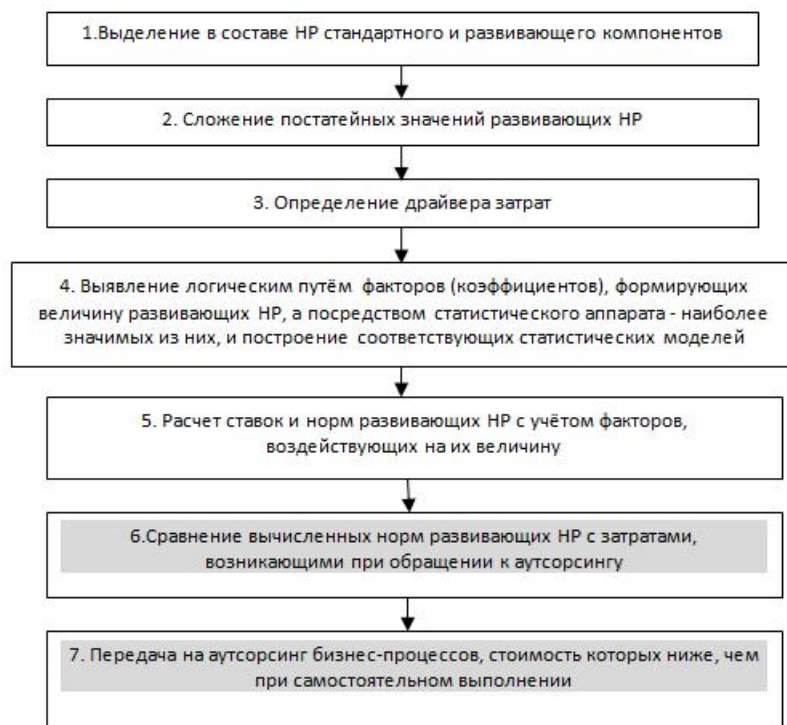 1.Выделение в составе НР стандартного и развивающего компонентов
2. Сложение постатейных значений развивающих НР
3. Определение драйвера затрат
4. Выявление логическим путём факторов (коэффициентов), формирующих
величину развивающих НР, а посредством статистического аппарата - наиболее
значимых из них, и построение соответствующих статистических моделей
5. Расчет ставок и норм развивающих НР с учётом факторов,
воздействующих на их величину
6.Сравнение вычисленных норм развивающих НР с затратами,
возникающими при обращении к аутсорсингу
7. Передача на аутсорсинг бизнес-процессов, стоимость которых ниже, чем
при самостоятельном выполнении